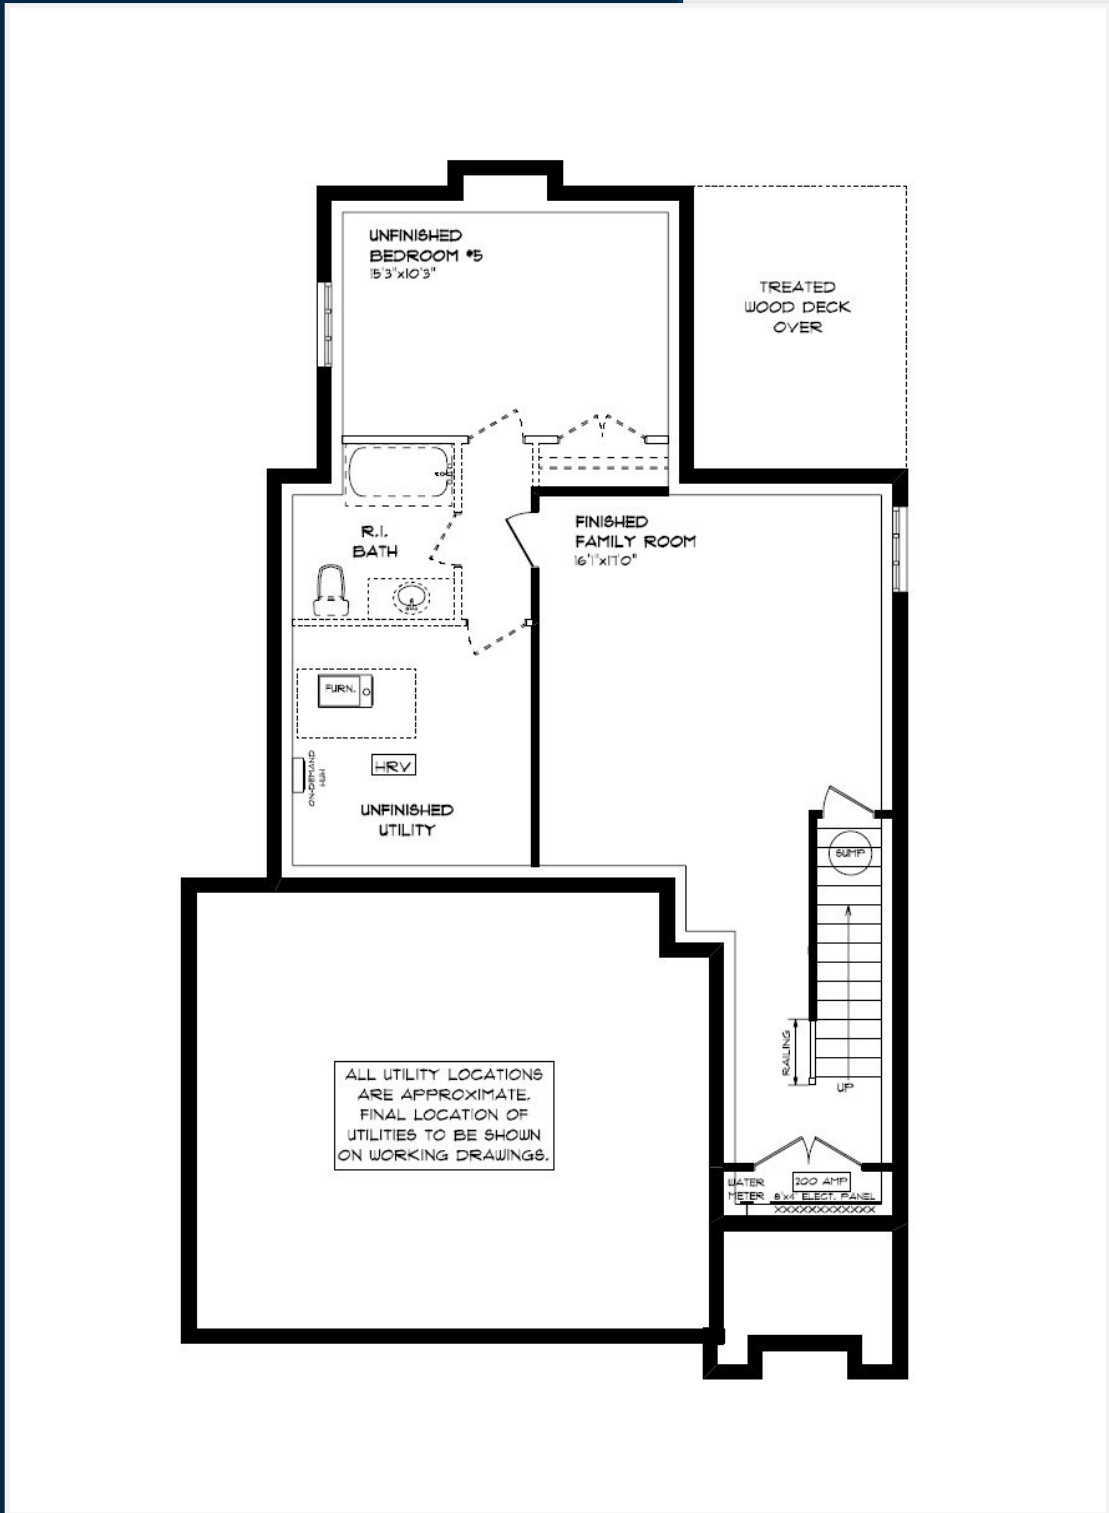 UNFINISHED
BEDROOM #5
15'3"x10'3"
TREATED
WOOD DECK
OVER
R.I.
BATH
FINISHED
FAMILY ROOM
16'1"x17'0"
FURN.
HRV
ON-DEMAND
HWH
UNFINISHED
UTILITY
SUMP
RAILING
UP
ALL UTILITY LOCATIONS
ARE APPROXIMATE.
FINAL LOCATION OF
UTILITIES TO BE SHOWN
ON WORKING DRAWINGS.
WATER
METER
200 AMP
8'x4' ELECT. PANEL
XXXXXXXXXXXX